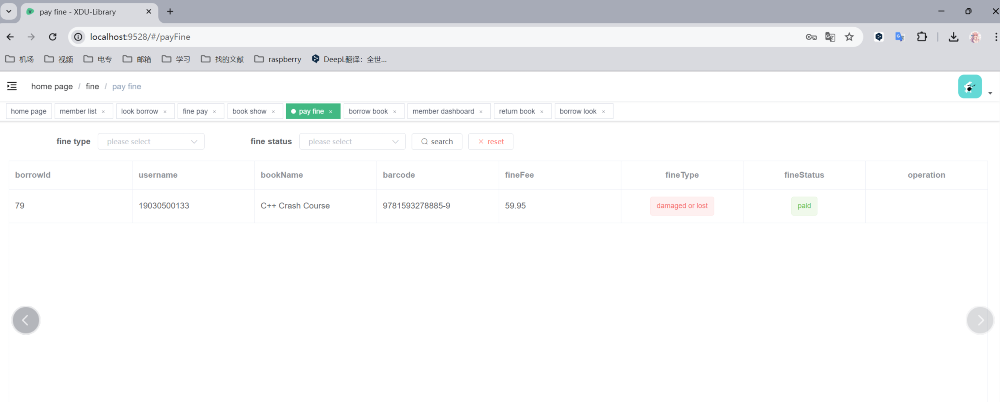 pay fine - XDU-Library
localhost:9528/#/payFine
机场 视频 电专 邮箱 学习 找的文献 raspberry DeepL翻译：全世...
home page / fine / pay fine
home page member list × look borrow × fine pay × book show × pay fine × borrow book × member dashboard × return book × borrow look ×
fine type please select fine status please select search reset
borrowId username bookName barcode fineFee fineType fineStatus operation
79 19030500133 C++ Crash Course 9781593278885-9 59.95 damaged or lost paid